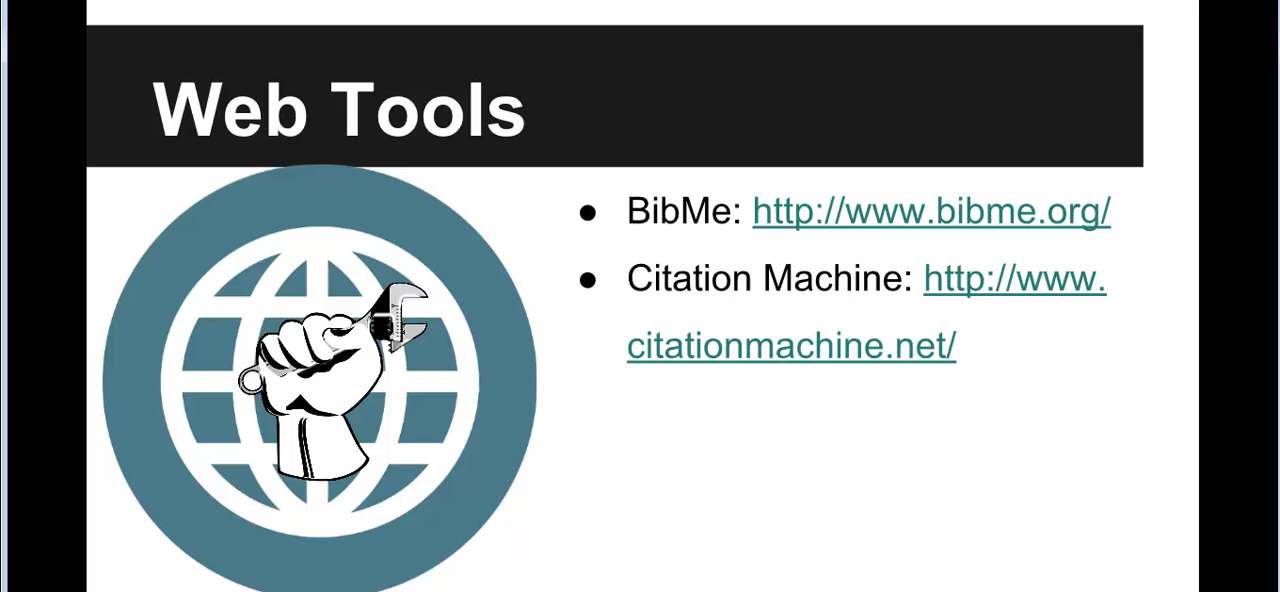 Web Tools
● BibMe: http://www.bibme.org/
● Citation Machine: http://www.
citationmachine.net/